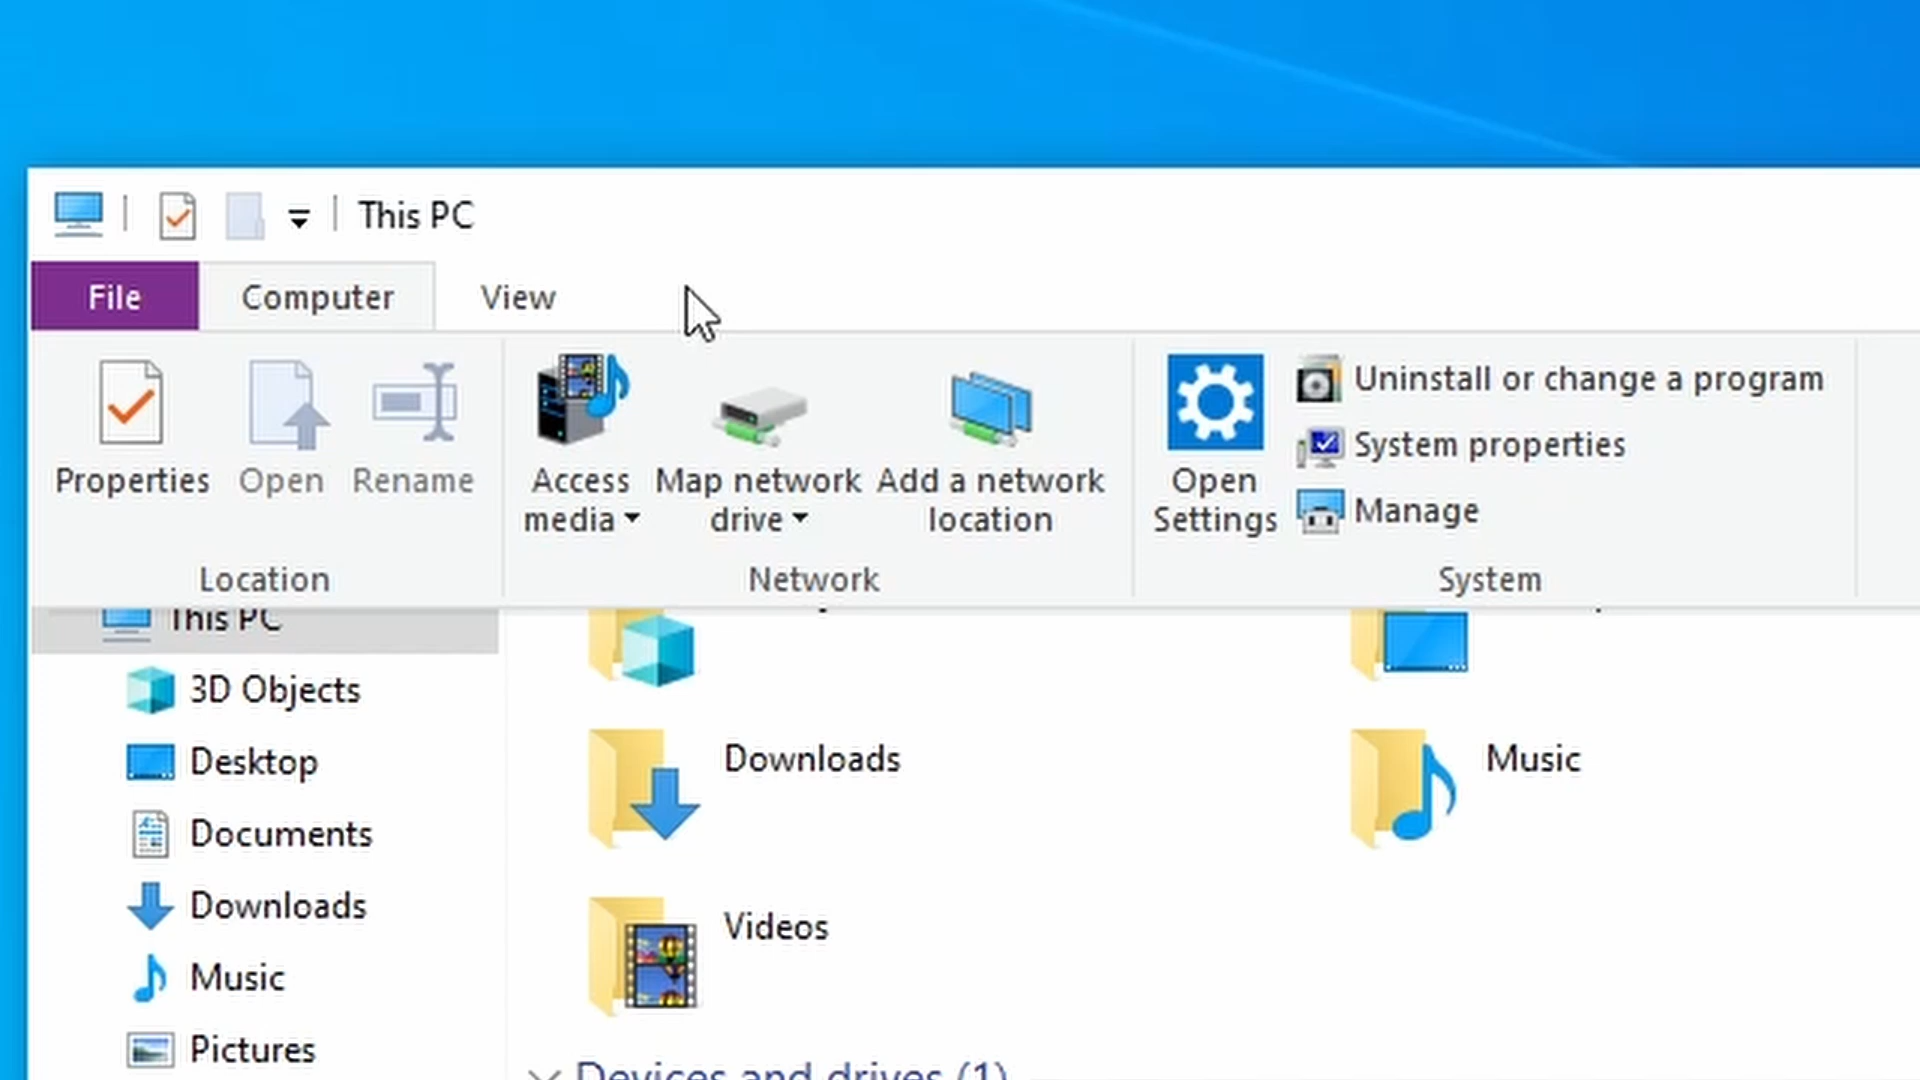 This PC
File Computer View
Properties Open Rename
Access media
Map network drive
Add a network location
Open Settings
Uninstall or change a program
System properties
Manage
Location Network System
This PC
3D Objects
Desktop
Documents
Downloads
Music
Pictures
Downloads
Music
Videos
Devices and drives (1)